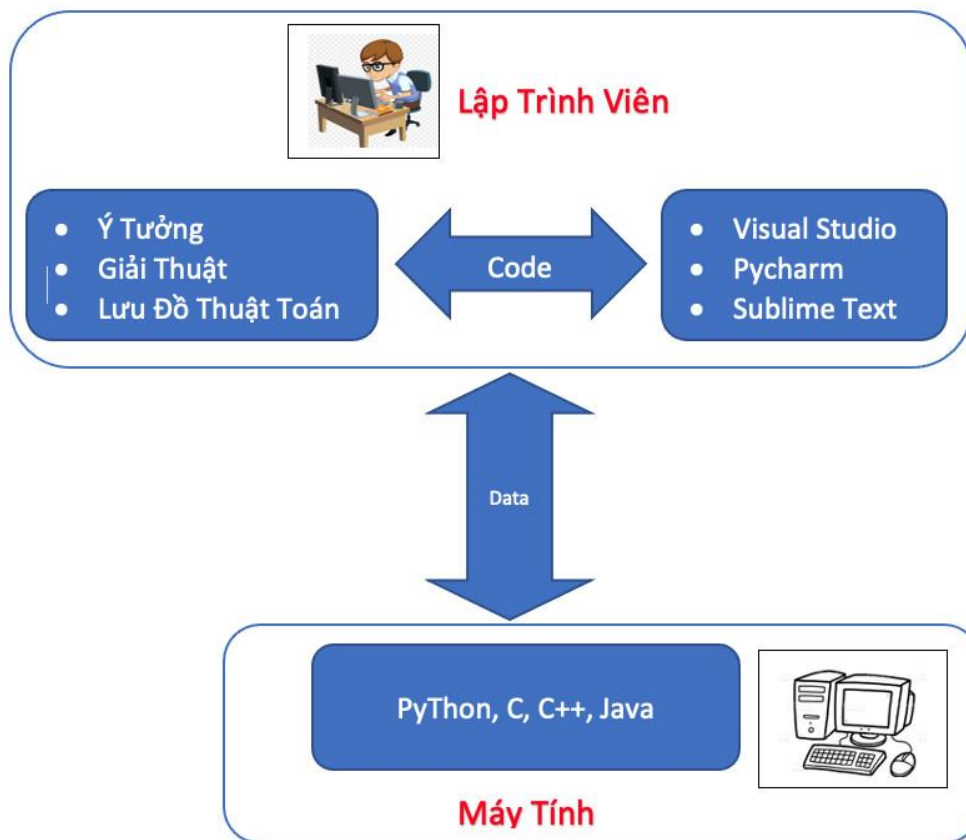 Lập Trình Viên
Ý Tưởng
Giải Thuật
Lưu Đồ Thuật Toán
Code
Visual Studio
Pycharm
Sublime Text
Data
PyThon, C, C++, Java
Máy Tính